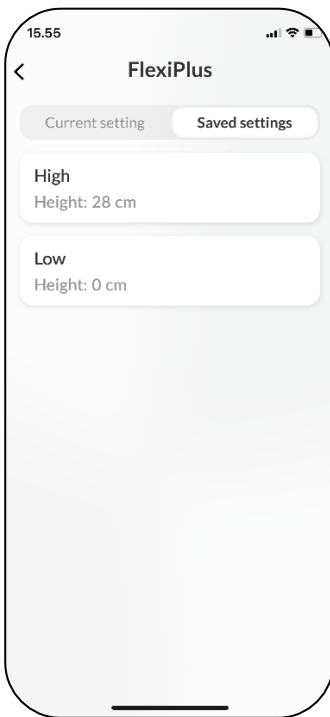 15.55
FlexiPlus
Current setting Saved settings
High
Height: 28 cm
Low
Height: 0 cm